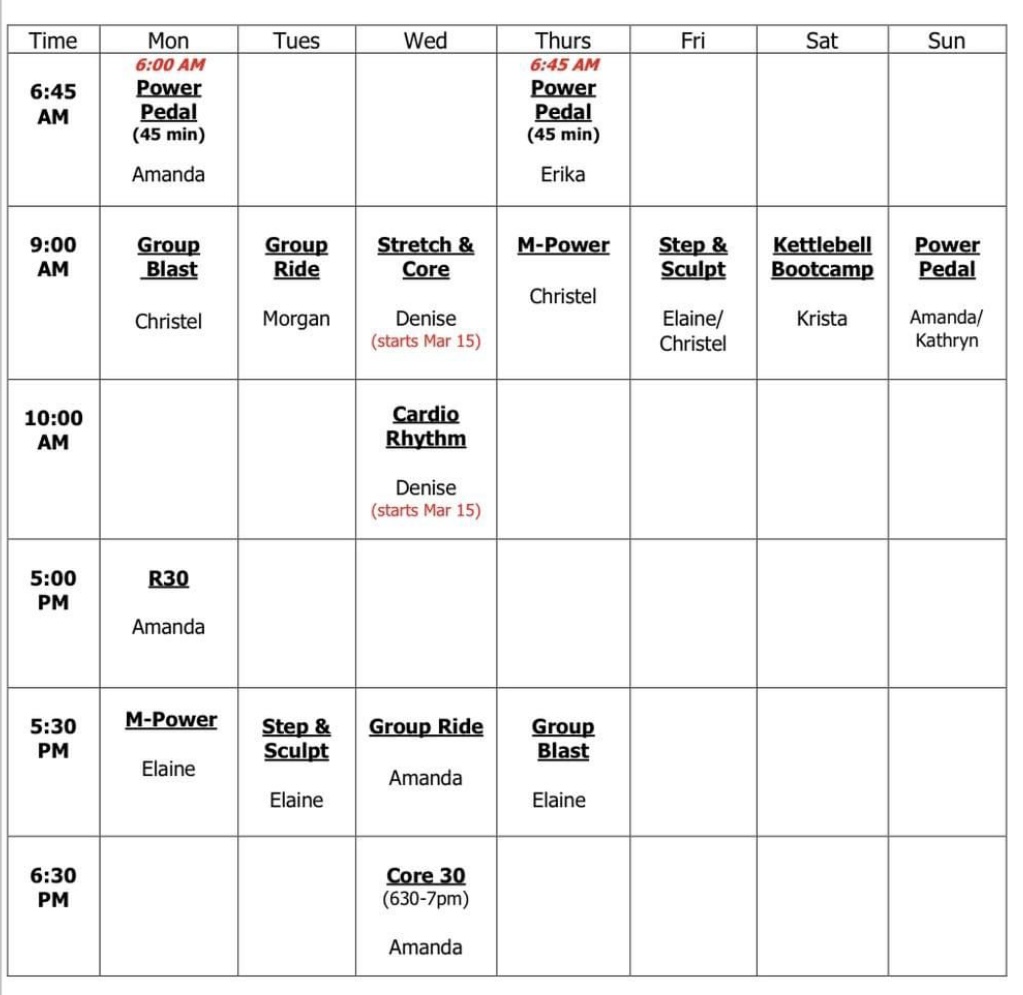 Time Mon Tues Wed Thurs Fri Sat Sun
6:45
AM
6:00 AM
Power
Pedal
(45 min)
Amanda
6:45 AM
Power
Pedal
(45 min)
Erika
9:00
AM
Group
Blast
Christel
Group
Ride
Morgan
Stretch &
Core
Denise
(starts Mar 15)
M-Power
Christel
Step &
Sculpt
Elaine/
Christel
Kettlebell
Bootcamp
Krista
Power
Pedal
Amanda/
Kathryn
10:00
AM
Cardio
Rhythm
Denise
(starts Mar 15)
5:00
PM
R30
Amanda
5:30
PM
M-Power
Elaine
Step &
Sculpt
Elaine
Group Ride
Amanda
Group
Blast
Elaine
6:30
PM
Core 30
(630-7pm)
Amanda